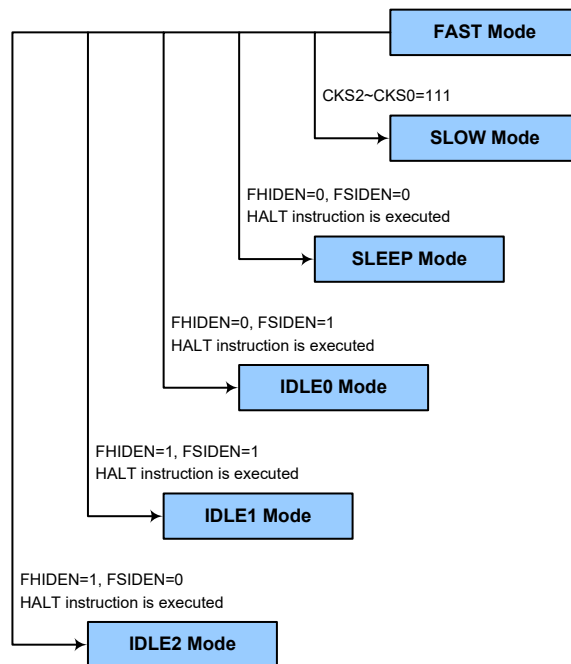 FAST Mode
CKS2~CKS0=111
SLOW Mode
FHIDEN=0, FSIDEN=0
HALT instruction is executed
SLEEP Mode
FHIDEN=0, FSIDEN=1
HALT instruction is executed
IDLE0 Mode
FHIDEN=1, FSIDEN=1
HALT instruction is executed
IDLE1 Mode
FHIDEN=1, FSIDEN=0
HALT instruction is executed
IDLE2 Mode